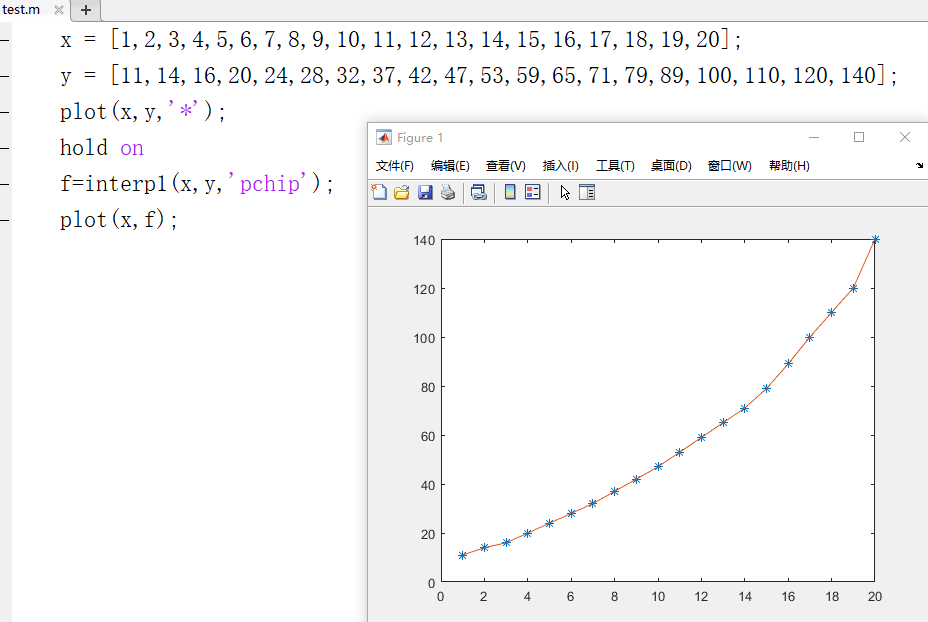 test.m
x = [1,2,3,4,5,6,7,8,9,10,11,12,13,14,15,16,17,18,19,20];
y = [11,14,16,20,24,28,32,37,42,47,53,59,65,71,79,89,100,110,120,140];
plot(x,y,'*');
hold on
f=interp1(x,y,'pchip');
plot(x,f);
Figure 1
文件(F) 编辑(E) 查看(V) 插入(I) 工具(T) 桌面(D) 窗口(W) 帮助(H)
140
120
100
80
60
40
20
0
0 2 4 6 8 10 12 14 16 18 20